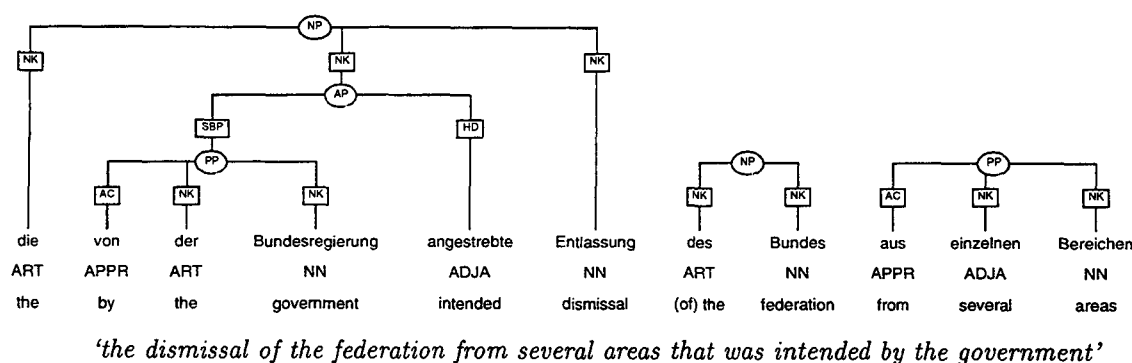 NP
NK NK NK
AP
SBP HD
PP NP PP
AC NK NK NK NK AC NK NK
die von der Bundesregierung angestrebte Entlassung des Bundes aus einzelnen Bereichen
ART APPR ART NN ADJA NN ART NN APPR ADJA NN
the by the government intended dismissal (of) the federation from several areas
‘the dismissal of the federation from several areas that was intended by the government’